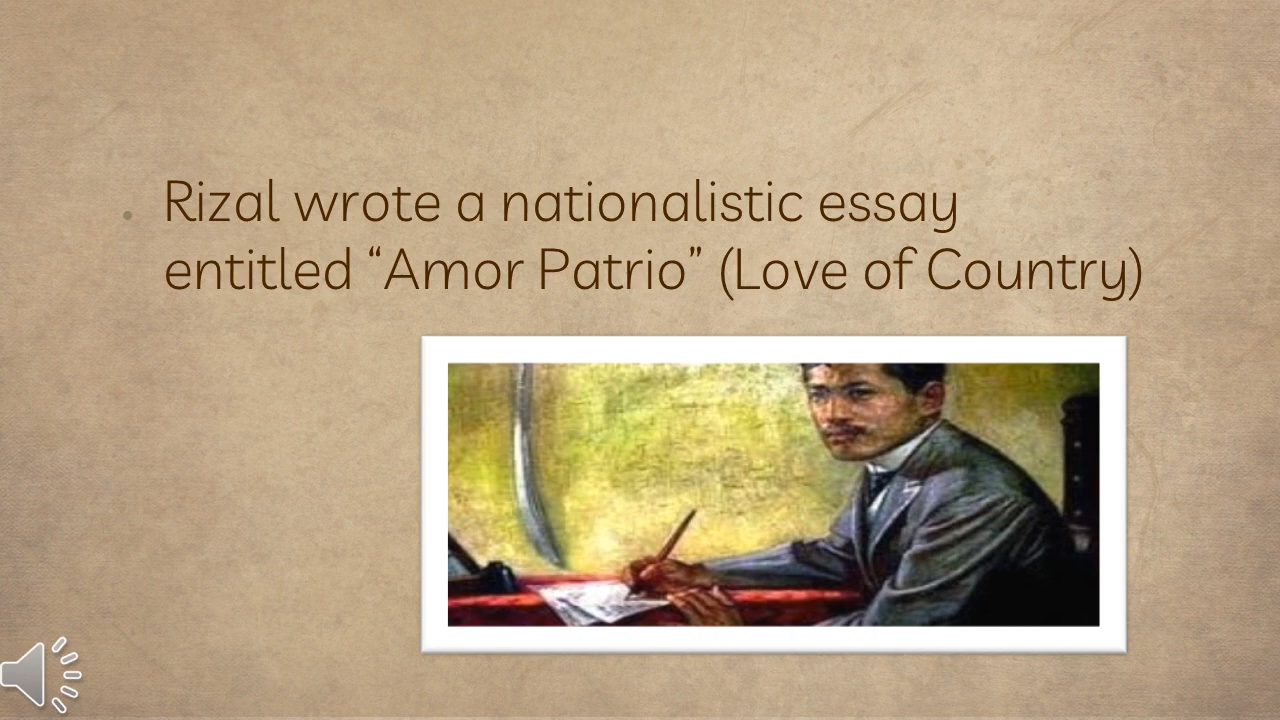 • Rizal wrote a nationalistic essay
entitled “Amor Patrio” (Love of Country)